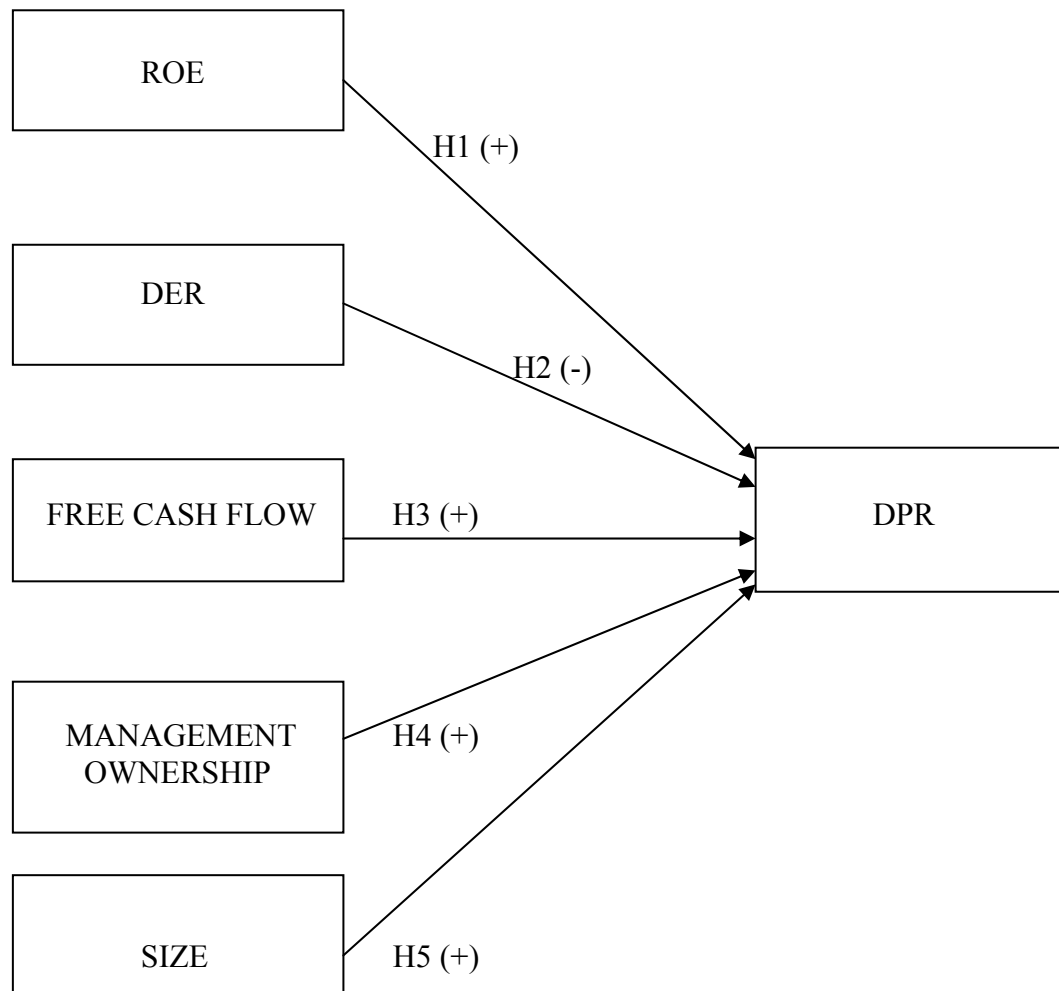 ROE
H1 (+)
DER
H2 (-)
FREE CASH FLOW
H3 (+)
DPR
MANAGEMENT
OWNERSHIP
H4 (+)
SIZE
H5 (+)